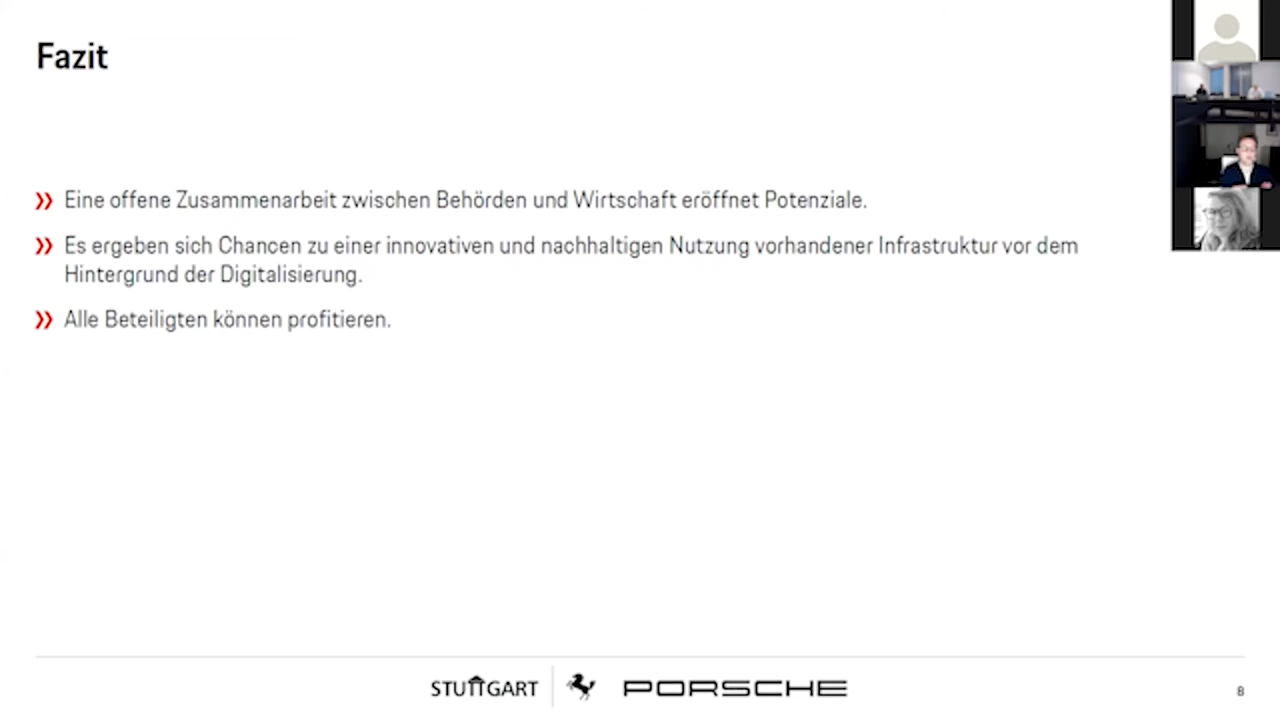 Fazit
Eine offene Zusammenarbeit zwischen Behörden und Wirtschaft eröffnet Potenziale.
Es ergeben sich Chancen zu einer innovativen und nachhaltigen Nutzung vorhandener Infrastruktur vor dem
Hintergrund der Digitalisierung.
Alle Beteiligten können profitieren.
STUTTGART PORSCHE 8